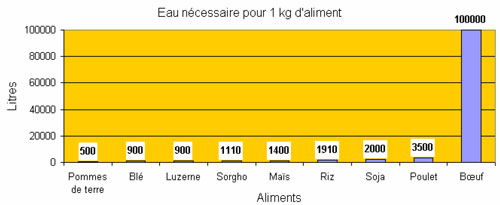 Eau nécessaire pour 1 kg d'aliment
Litres
100000
80000
60000
40000
20000
0
500
900
900
1110
1400
1910
2000
3500
100000
Pommes
de terre
Blé
Luzerne
Sorgho
Maïs
Riz
Soja
Poulet
Bœuf
Aliments